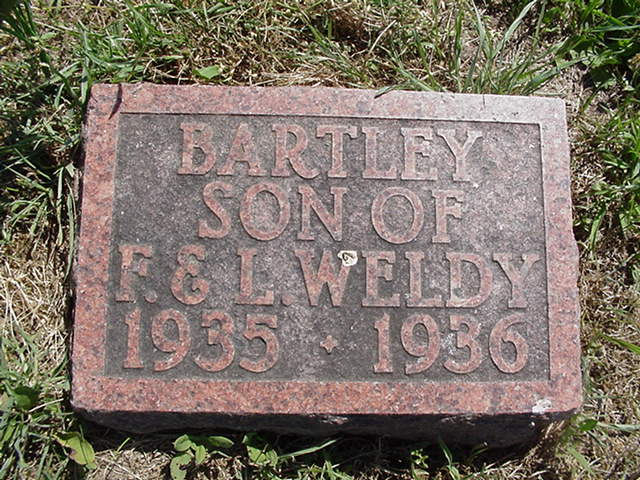 BARTLEY
SON OF
F. & L. WELDY
1935 + 1936